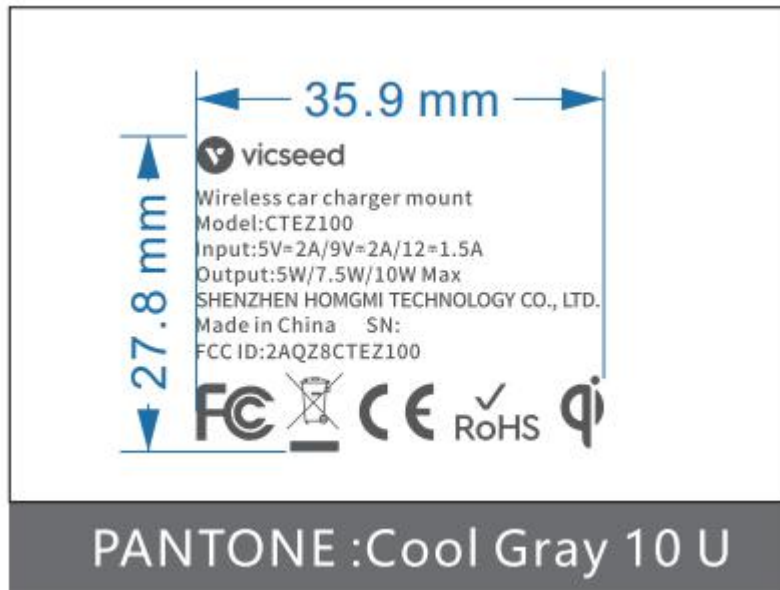 35.9 mm
27.8 mm
vicseed
Wireless car charger mount
Model:CTEZ100
Input:5V=2A/9V=2A/12=1.5A
Output:5W/7.5W/10W Max
SHENZHEN HOMGMI TECHNOLOGY CO., LTD.
Made in China SN:
FCC ID:2AQZ8CTEZ100
FC CE RoHS qi
PANTONE :Cool Gray 10 U